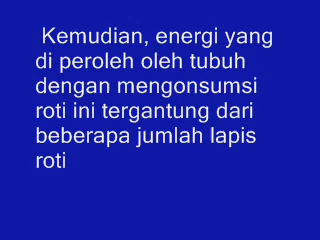 Kemudian, energi yang
di peroleh oleh tubuh
dengan mengonsumsi
roti ini tergantung dari
beberapa jumlah lapis
roti